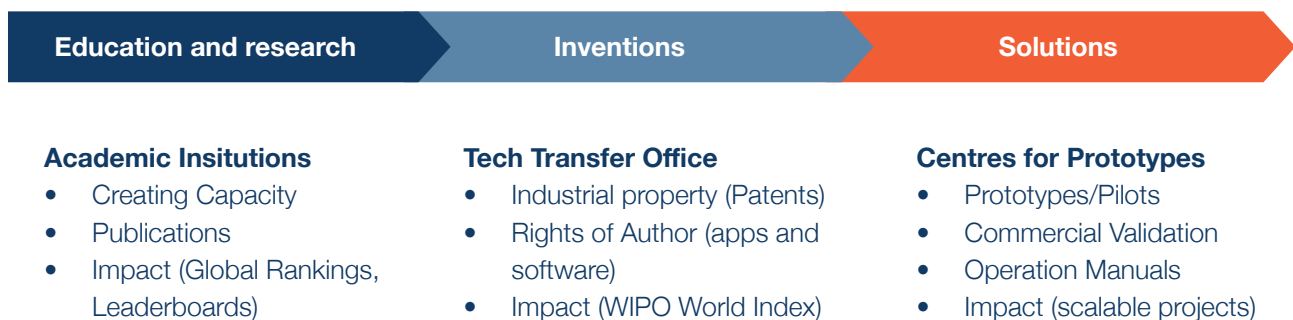 Education and research
Inventions
Solutions
Academic Insitutions
• Creating Capacity
• Publications
• Impact (Global Rankings,
Leaderboards)
Tech Transfer Office
• Industrial property (Patents)
• Rights of Author (apps and
software)
• Impact (WIPO World Index)
Centres for Prototypes
• Prototypes/Pilots
• Commercial Validation
• Operation Manuals
• Impact (scalable projects)